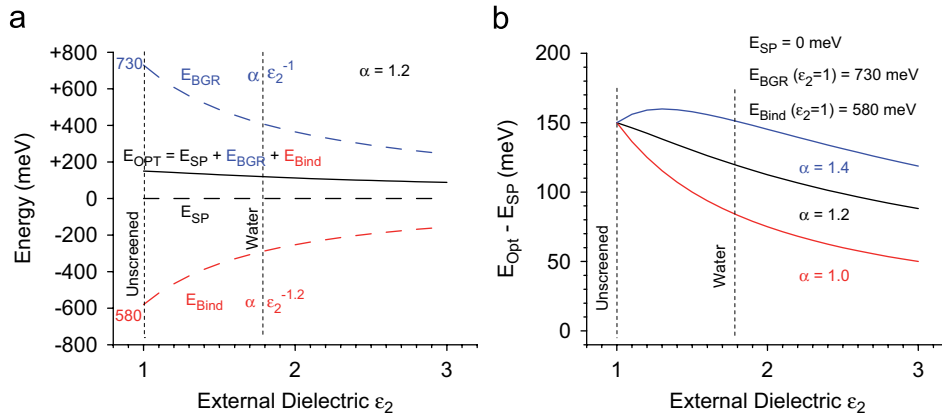 a
+800
+600
+400
+200
0
-200
-400
-600
-800
Energy (meV)
730
580
E_BGR α ε₂⁻¹
α = 1.2
E_OPT = E_SP + E_BGR + E_Bind
E_SP
Unscreened
Water
E_Bind α ε₂⁻¹·²
1 2 3
External Dielectric ε₂
b
200
150
100
50
0
E_Opt - E_SP (meV)
E_SP = 0 meV
E_BGR (ε₂=1) = 730 meV
E_Bind (ε₂=1) = 580 meV
α = 1.4
α = 1.2
α = 1.0
Unscreened
Water
1 2 3
External Dielectric ε₂